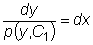 dy / p(y,C₁) = dx